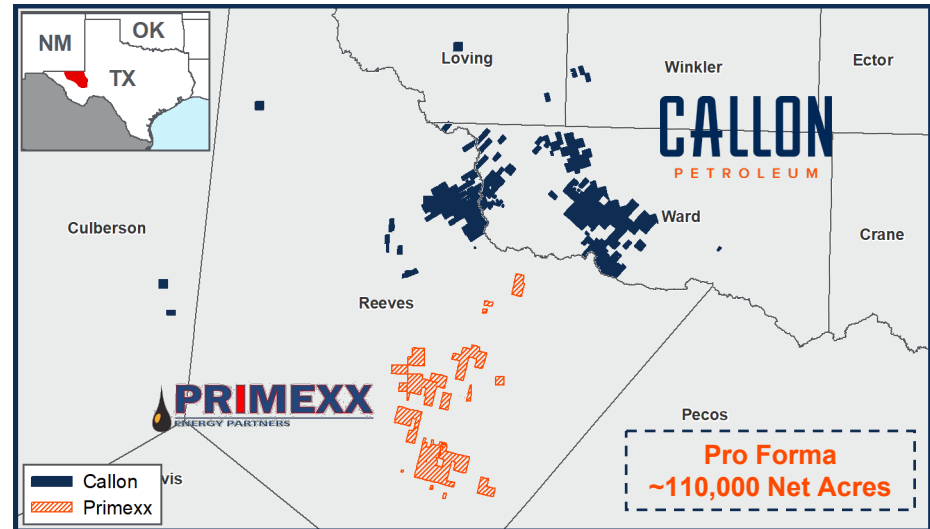 NM
OK
TX
Loving
Winkler
Ector
CALLON
PETROLEUM
Culberson
Ward
Crane
Reeves
PRIMEXX
ENERGY PARTNERS
Pecos
vis
Callon
Primexx
Pro Forma
~110,000 Net Acres